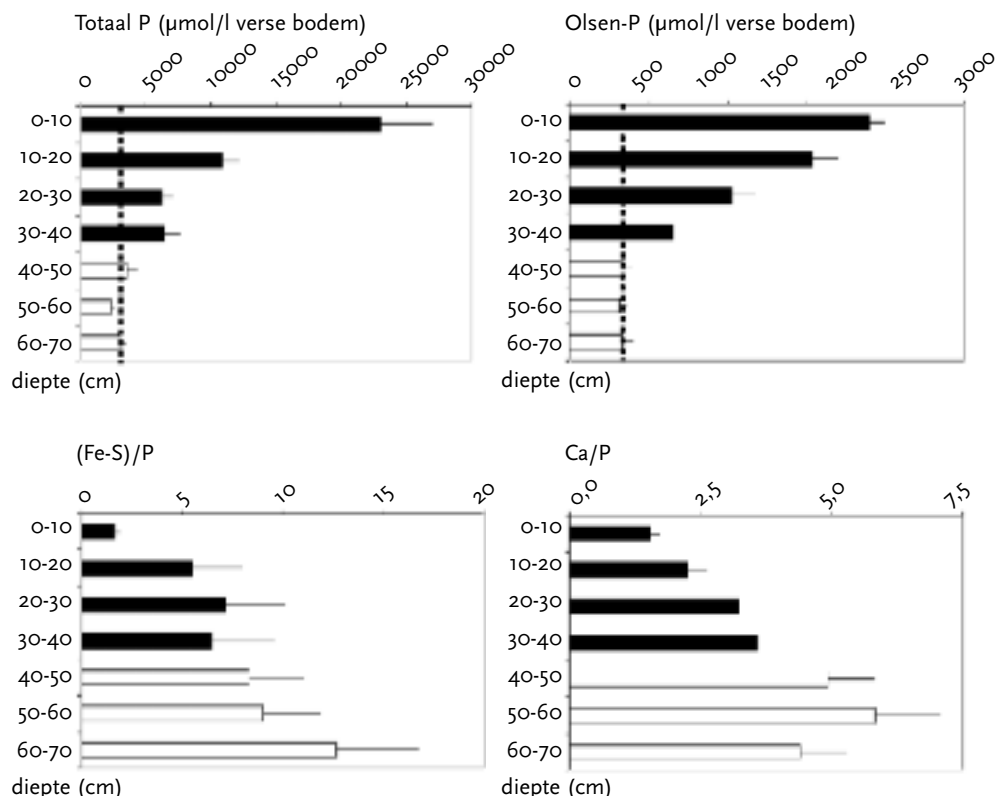 Totaal P (µmol/l verse bodem)
0 5000 10000 15000 20000 25000 30000
0-10
10-20
20-30
30-40
40-50
50-60
60-70
diepte (cm)
Olsen-P (µmol/l verse bodem)
0 500 1000 1500 2000 2500 3000
0-10
10-20
20-30
30-40
40-50
50-60
60-70
diepte (cm)
(Fe-S)/P
0 5 10 15 20
0-10
10-20
20-30
30-40
40-50
50-60
60-70
diepte (cm)
Ca/P
0,0 2,5 5,0 7,5
0-10
10-20
20-30
30-40
40-50
50-60
60-70
diepte (cm)